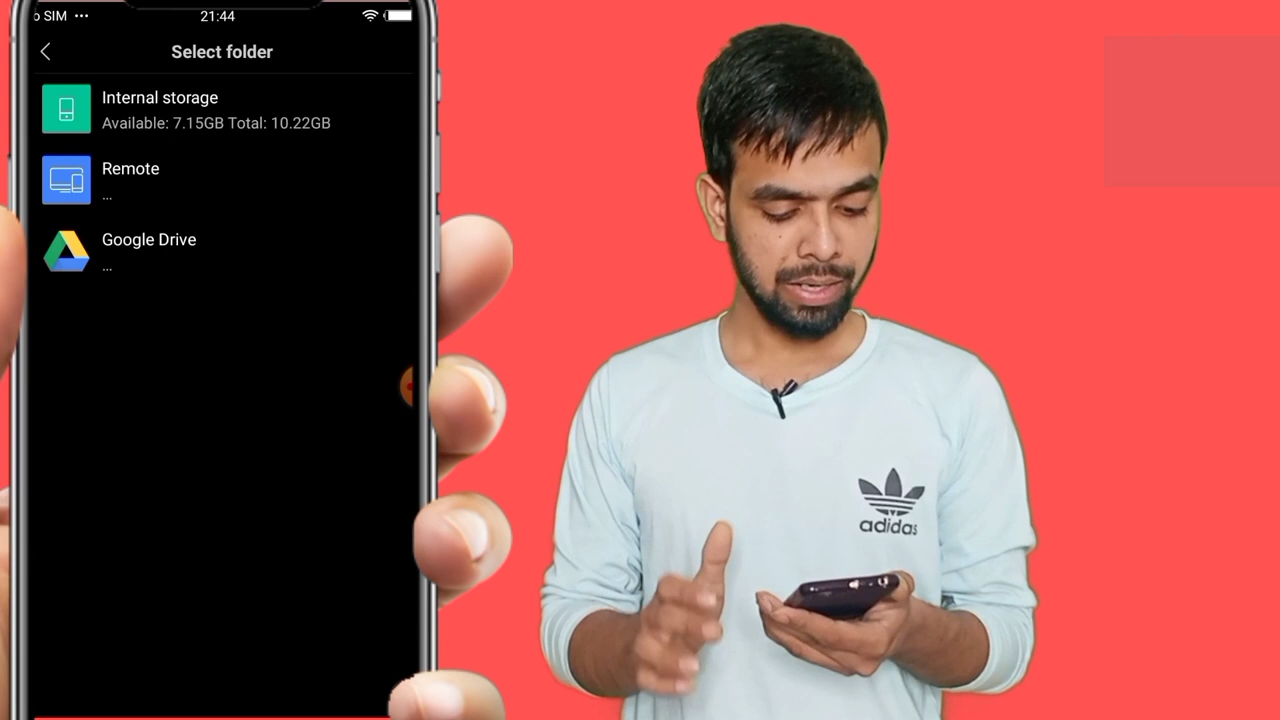 SIM ...
21:44
Select folder
Internal storage
Available: 7.15GB Total: 10.22GB
Remote
...
Google Drive
...
adidas